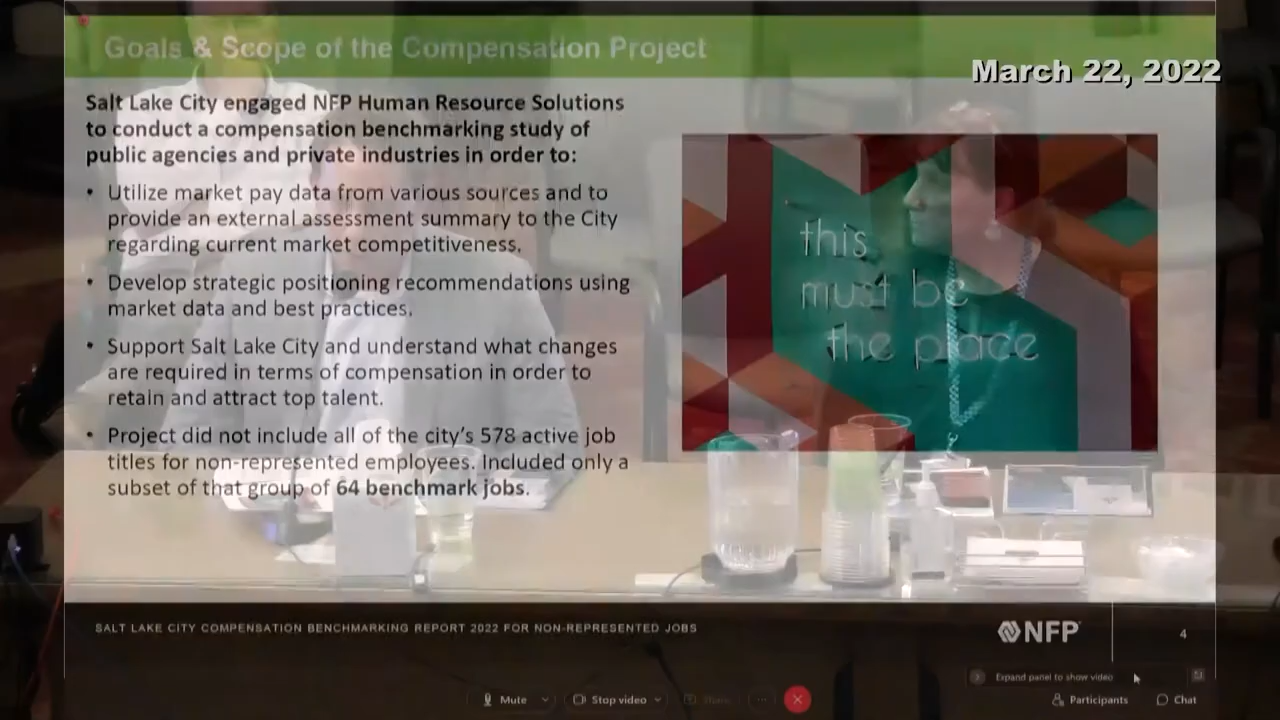 Goals & Scope of the Compensation Project
March 22, 2022
Salt Lake City engaged NFP Human Resource Solutions
to conduct a compensation benchmarking study of
public agencies and private industries in order to:
• Utilize market pay data from various sources and to
provide an external assessment summary to the City
regarding current market competitiveness.
• Develop strategic positioning recommendations using
market data and best practices.
• Support Salt Lake City and understand what changes
are required in terms of compensation in order to
retain and attract top talent.
• Project did not include all of the city's 578 active job
titles for non-represented employees. Included only a
subset of that group of 64 benchmark jobs.
this
must be
the place
SALT LAKE CITY COMPENSATION BENCHMARKING REPORT 2022 FOR NON-REPRESENTED JOBS
NFP
4
Expand panel to show video
Mute
Stop video
Share
Participants
Chat